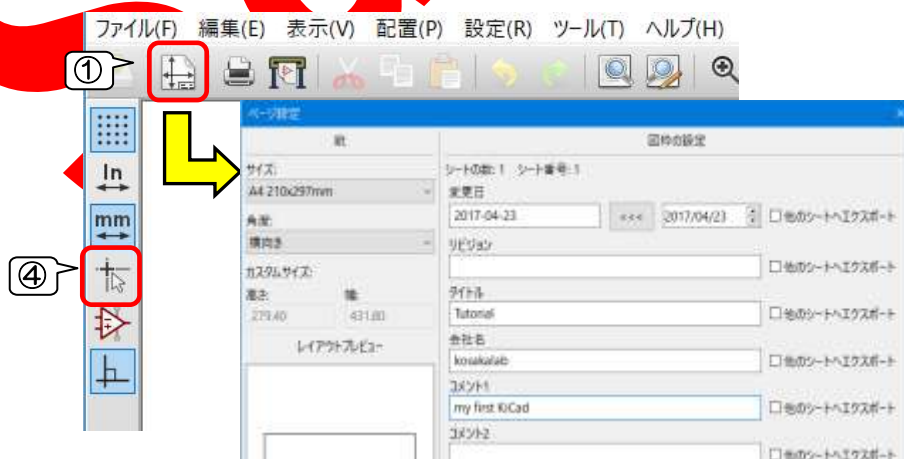 ファイル(F) 編集(E) 表示(V) 配置(P) 設定(R) ツール(T) ヘルプ(H)
①
ページ設定
紙
図枠の設定
In
サイズ:
シートの数: 1 シート番号: 1
A4 210x297mm
変更日
mm
2017-04-23 <<< 2017/04/23 他のシートへエクスポート
角度:
横向き
リビジョン
④
カスタムサイズ:
他のシートへエクスポート
高さ: 幅:
タイトル
279.40 431.80
Tutorial 他のシートへエクスポート
会社名
レイアウトプレビュー
kosakalab 他のシートへエクスポート
コメント1
my first KiCad 他のシートへエクスポート
コメント2
他のシートへエクスポート